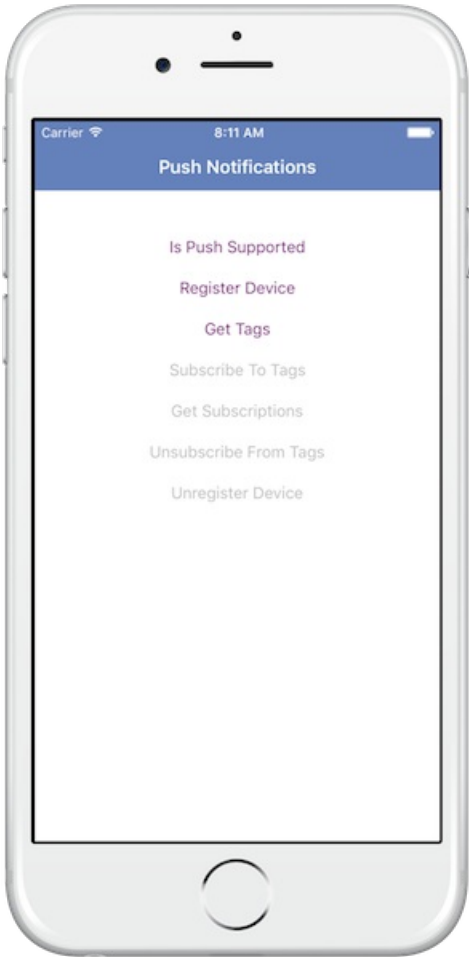 Carrier 8:11 AM
Push Notifications
Is Push Supported
Register Device
Get Tags
Subscribe To Tags
Get Subscriptions
Unsubscribe From Tags
Unregister Device